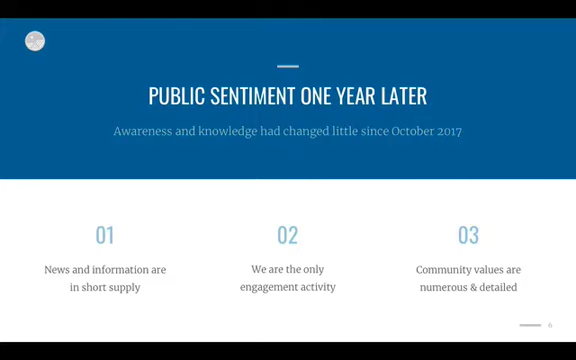 PUBLIC SENTIMENT ONE YEAR LATER
Awareness and knowledge had changed little since October 2017
01
News and information are
in short supply
02
We are the only
engagement activity
03
Community values are
numerous & detailed
6